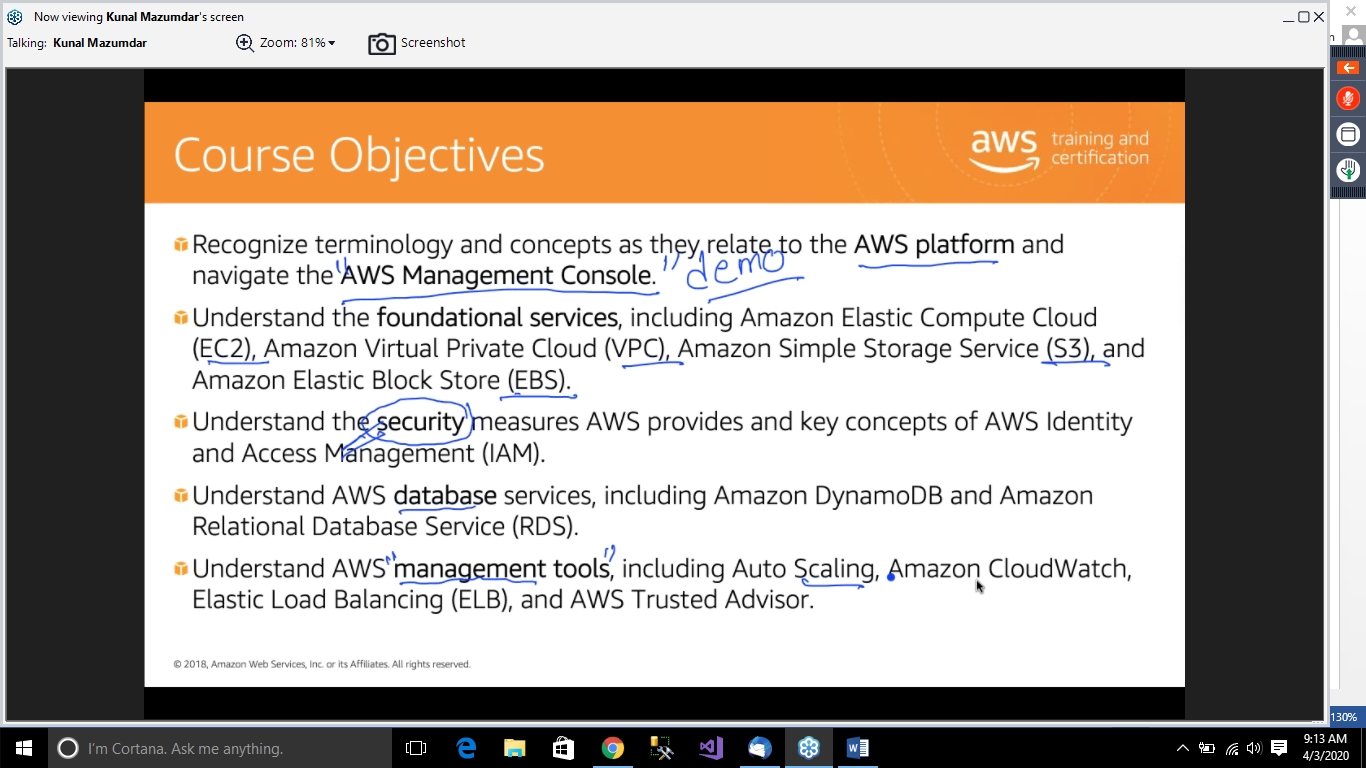 Now viewing Kunal Mazumdar's screen
Talking: Kunal Mazumdar
Zoom: 81%
Screenshot
Course Objectives
aws training and certification
Recognize terminology and concepts as they relate to the AWS platform and
navigate the "AWS Management Console." demo
Understand the foundational services, including Amazon Elastic Compute Cloud
(EC2), Amazon Virtual Private Cloud (VPC), Amazon Simple Storage Service (S3), and
Amazon Elastic Block Store (EBS).
Understand the security measures AWS provides and key concepts of AWS Identity
and Access Management (IAM).
Understand AWS database services, including Amazon DynamoDB and Amazon
Relational Database Service (RDS).
Understand AWS "management tools", including Auto Scaling, Amazon CloudWatch,
Elastic Load Balancing (ELB), and AWS Trusted Advisor.
© 2018, Amazon Web Services, Inc. or its Affiliates. All rights reserved.
130%
I'm Cortana. Ask me anything.
9:13 AM
4/3/2020